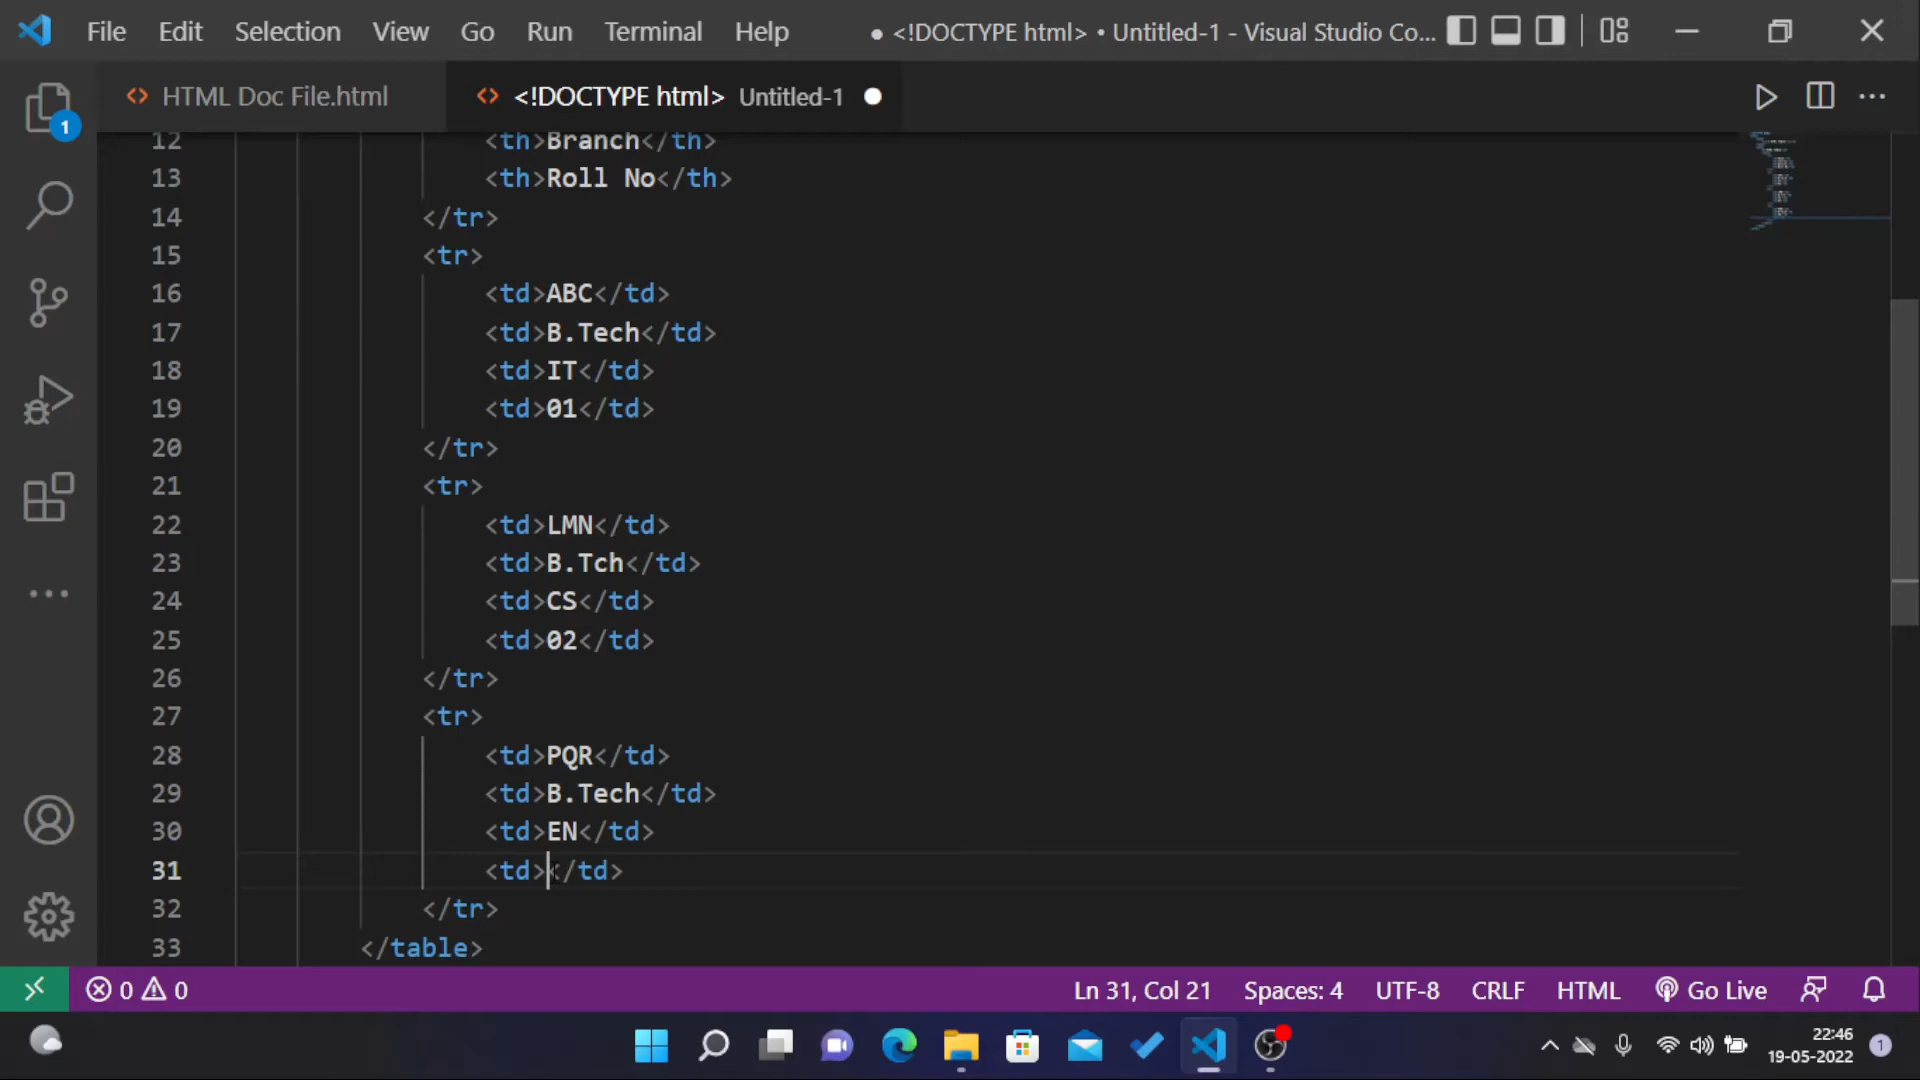 File Edit Selection View Go Run Terminal Help ● <!DOCTYPE html> • Untitled-1 - Visual Studio Co...
<> HTML Doc File.html <> <!DOCTYPE html> Untitled-1 ●
1
12 <th>Branch</th>
13 <th>Roll No</th>
14 </tr>
15 <tr>
16 <td>ABC</td>
17 <td>B.Tech</td>
18 <td>IT</td>
19 <td>01</td>
20 </tr>
21 <tr>
22 <td>LMN</td>
23 <td>B.Tch</td>
24 <td>CS</td>
25 <td>02</td>
26 </tr>
27 <tr>
28 <td>PQR</td>
29 <td>B.Tech</td>
30 <td>EN</td>
31 <td></td>
32 </tr>
33 </table>
0 0 Ln 31, Col 21 Spaces: 4 UTF-8 CRLF HTML Go Live
22:46
19-05-2022
1